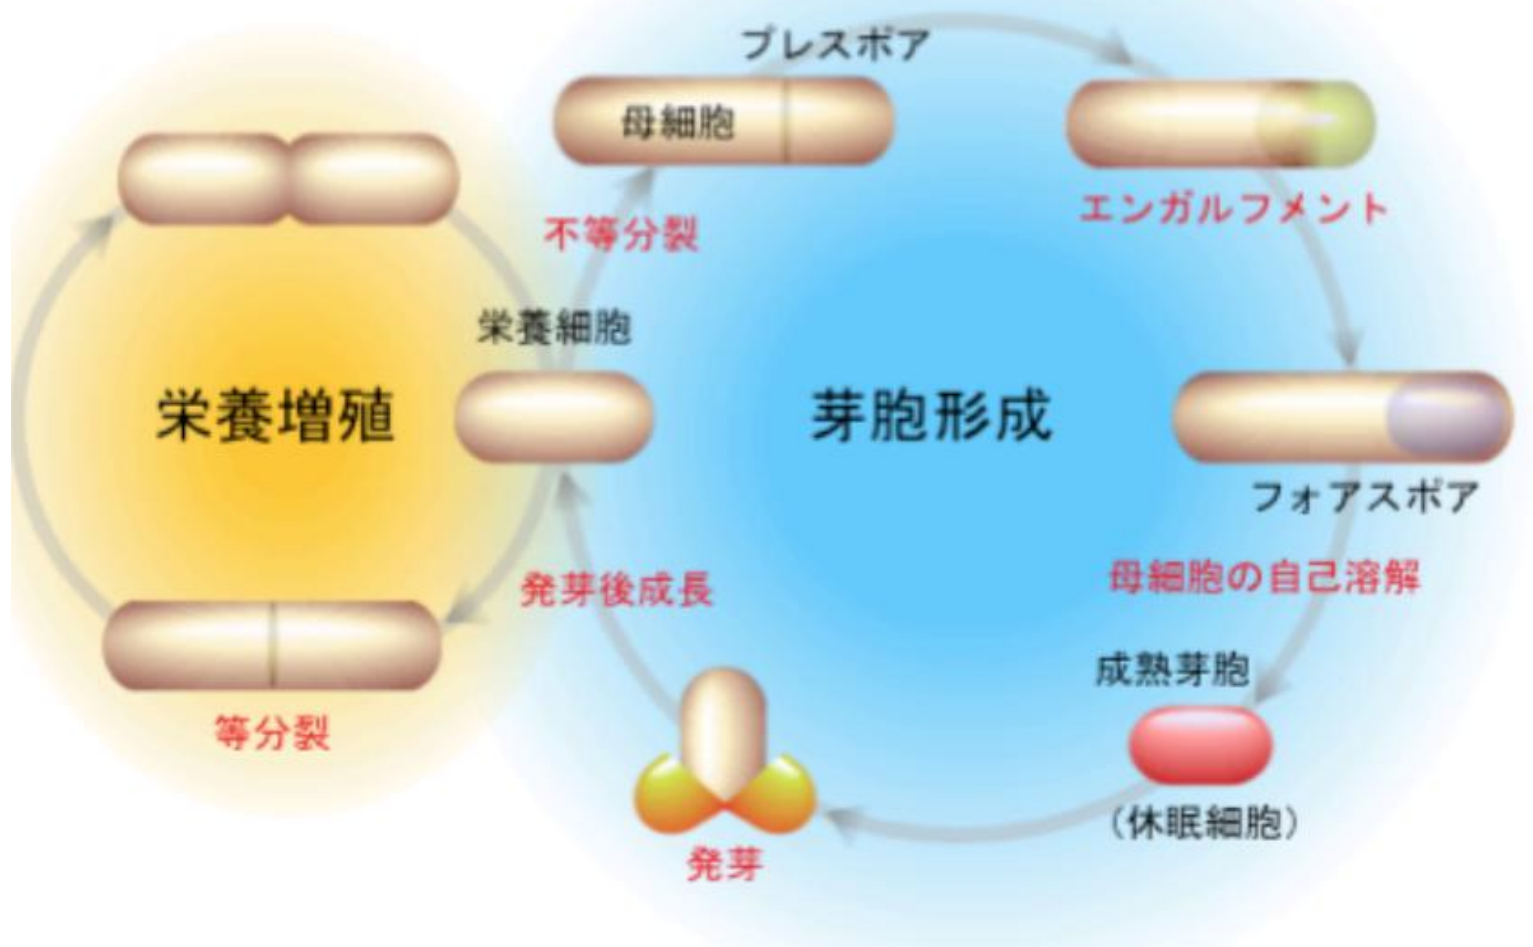 プレスポア
母細胞
エンガルフメント
不等分裂
栄養細胞
栄養増殖
芽胞形成
フォアスポア
発芽後成長
母細胞の自己溶解
成熟芽胞
等分裂
(休眠細胞)
発芽